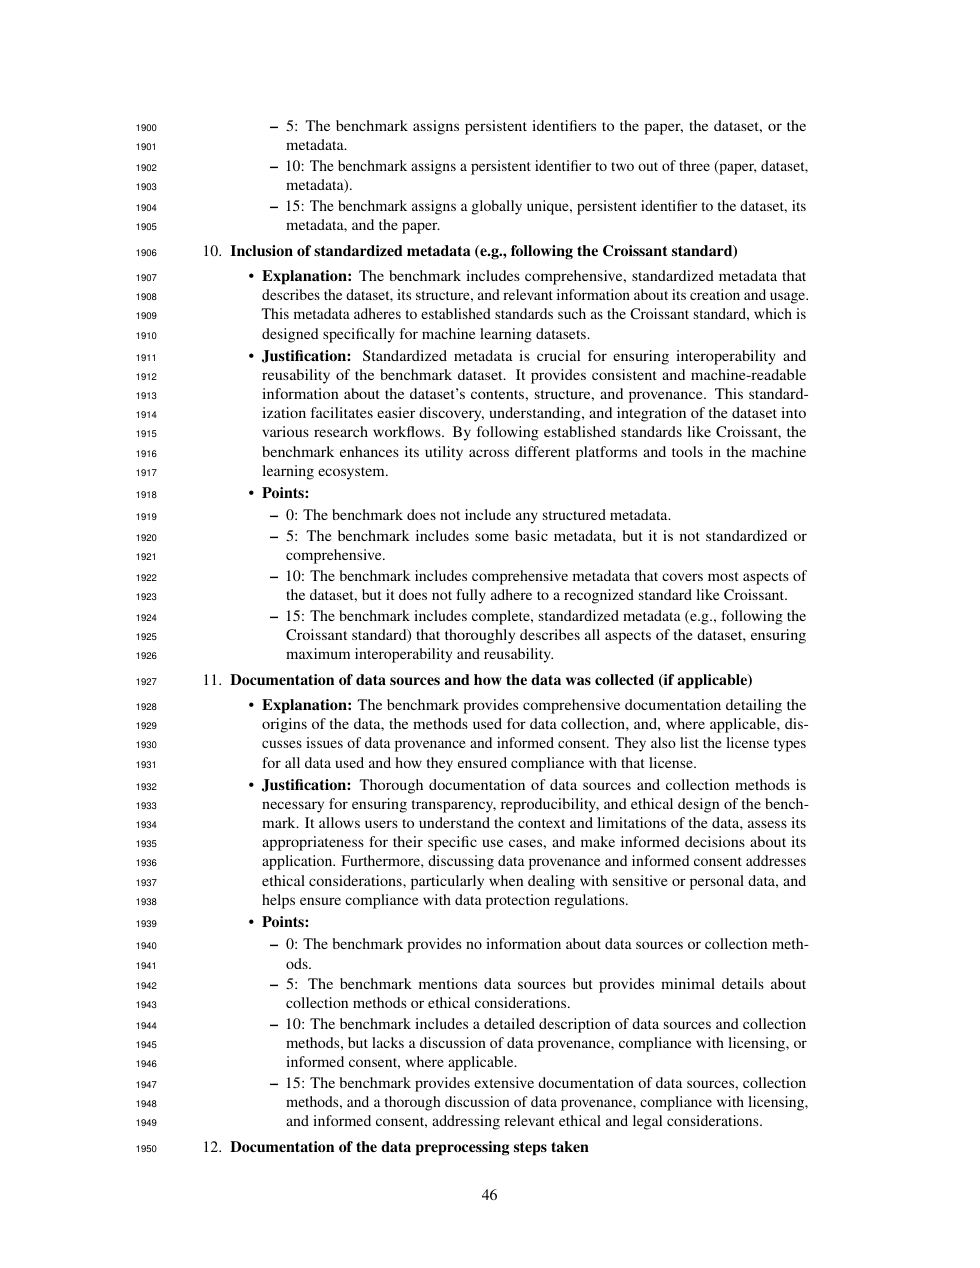 1900 – 5: The benchmark assigns persistent identifiers to the paper, the dataset, or the
1901 metadata.
1902 – 10: The benchmark assigns a persistent identifier to two out of three (paper, dataset,
1903 metadata).
1904 – 15: The benchmark assigns a globally unique, persistent identifier to the dataset, its
1905 metadata, and the paper.
1906 10. Inclusion of standardized metadata (e.g., following the Croissant standard)
1907 • Explanation: The benchmark includes comprehensive, standardized metadata that
1908 describes the dataset, its structure, and relevant information about its creation and usage.
1909 This metadata adheres to established standards such as the Croissant standard, which is
1910 designed specifically for machine learning datasets.
1911 • Justification: Standardized metadata is crucial for ensuring interoperability and
1912 reusability of the benchmark dataset. It provides consistent and machine-readable
1913 information about the dataset's contents, structure, and provenance. This standard-
1914 ization facilitates easier discovery, understanding, and integration of the dataset into
1915 various research workflows. By following established standards like Croissant, the
1916 benchmark enhances its utility across different platforms and tools in the machine
1917 learning ecosystem.
1918 • Points:
1919 – 0: The benchmark does not include any structured metadata.
1920 – 5: The benchmark includes some basic metadata, but it is not standardized or
1921 comprehensive.
1922 – 10: The benchmark includes comprehensive metadata that covers most aspects of
1923 the dataset, but it does not fully adhere to a recognized standard like Croissant.
1924 – 15: The benchmark includes complete, standardized metadata (e.g., following the
1925 Croissant standard) that thoroughly describes all aspects of the dataset, ensuring
1926 maximum interoperability and reusability.
1927 11. Documentation of data sources and how the data was collected (if applicable)
1928 • Explanation: The benchmark provides comprehensive documentation detailing the
1929 origins of the data, the methods used for data collection, and, where applicable, dis-
1930 cusses issues of data provenance and informed consent. They also list the license types
1931 for all data used and how they ensured compliance with that license.
1932 • Justification: Thorough documentation of data sources and collection methods is
1933 necessary for ensuring transparency, reproducibility, and ethical design of the bench-
1934 mark. It allows users to understand the context and limitations of the data, assess its
1935 appropriateness for their specific use cases, and make informed decisions about its
1936 application. Furthermore, discussing data provenance and informed consent addresses
1937 ethical considerations, particularly when dealing with sensitive or personal data, and
1938 helps ensure compliance with data protection regulations.
1939 • Points:
1940 – 0: The benchmark provides no information about data sources or collection meth-
1941 ods.
1942 – 5: The benchmark mentions data sources but provides minimal details about
1943 collection methods or ethical considerations.
1944 – 10: The benchmark includes a detailed description of data sources and collection
1945 methods, but lacks a discussion of data provenance, compliance with licensing, or
1946 informed consent, where applicable.
1947 – 15: The benchmark provides extensive documentation of data sources, collection
1948 methods, and a thorough discussion of data provenance, compliance with licensing,
1949 and informed consent, addressing relevant ethical and legal considerations.
1950 12. Documentation of the data preprocessing steps taken
46